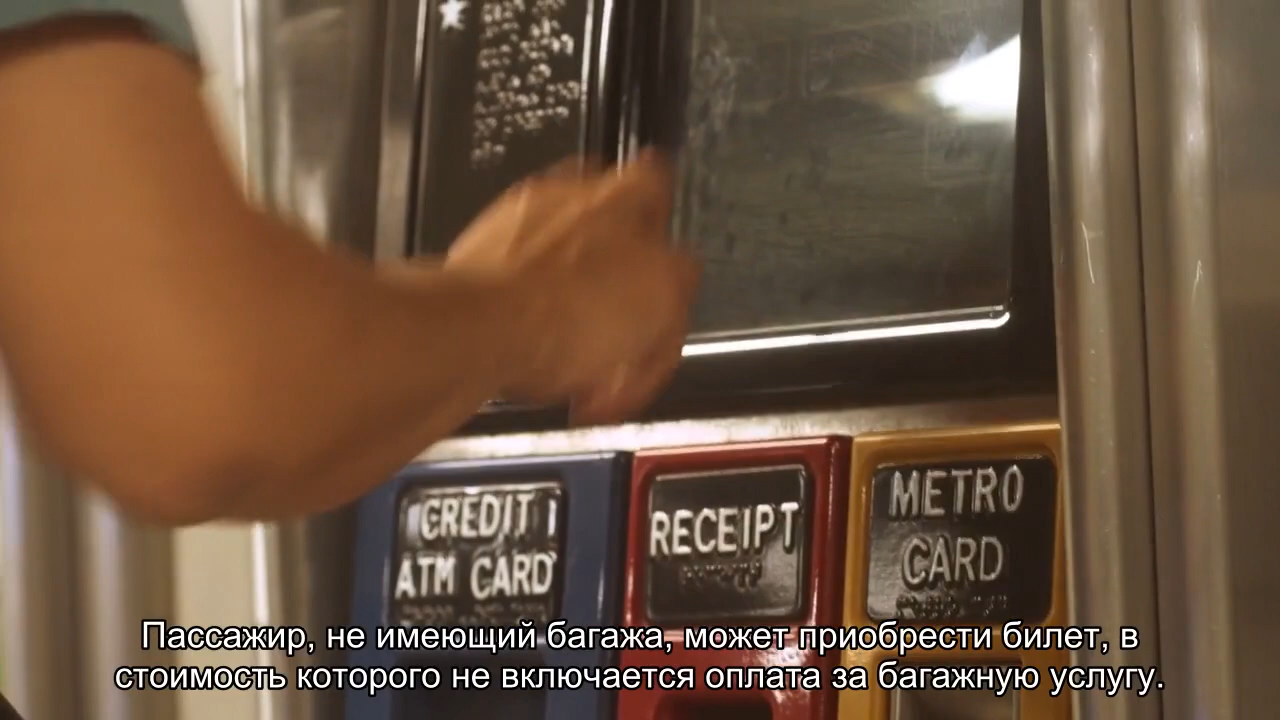 CREDIT
ATM CARD
RECEIPT
METRO
CARD
Пассажир, не имеющий багажа, может приобрести билет, в
стоимость которого не включается оплата за багажную услугу.